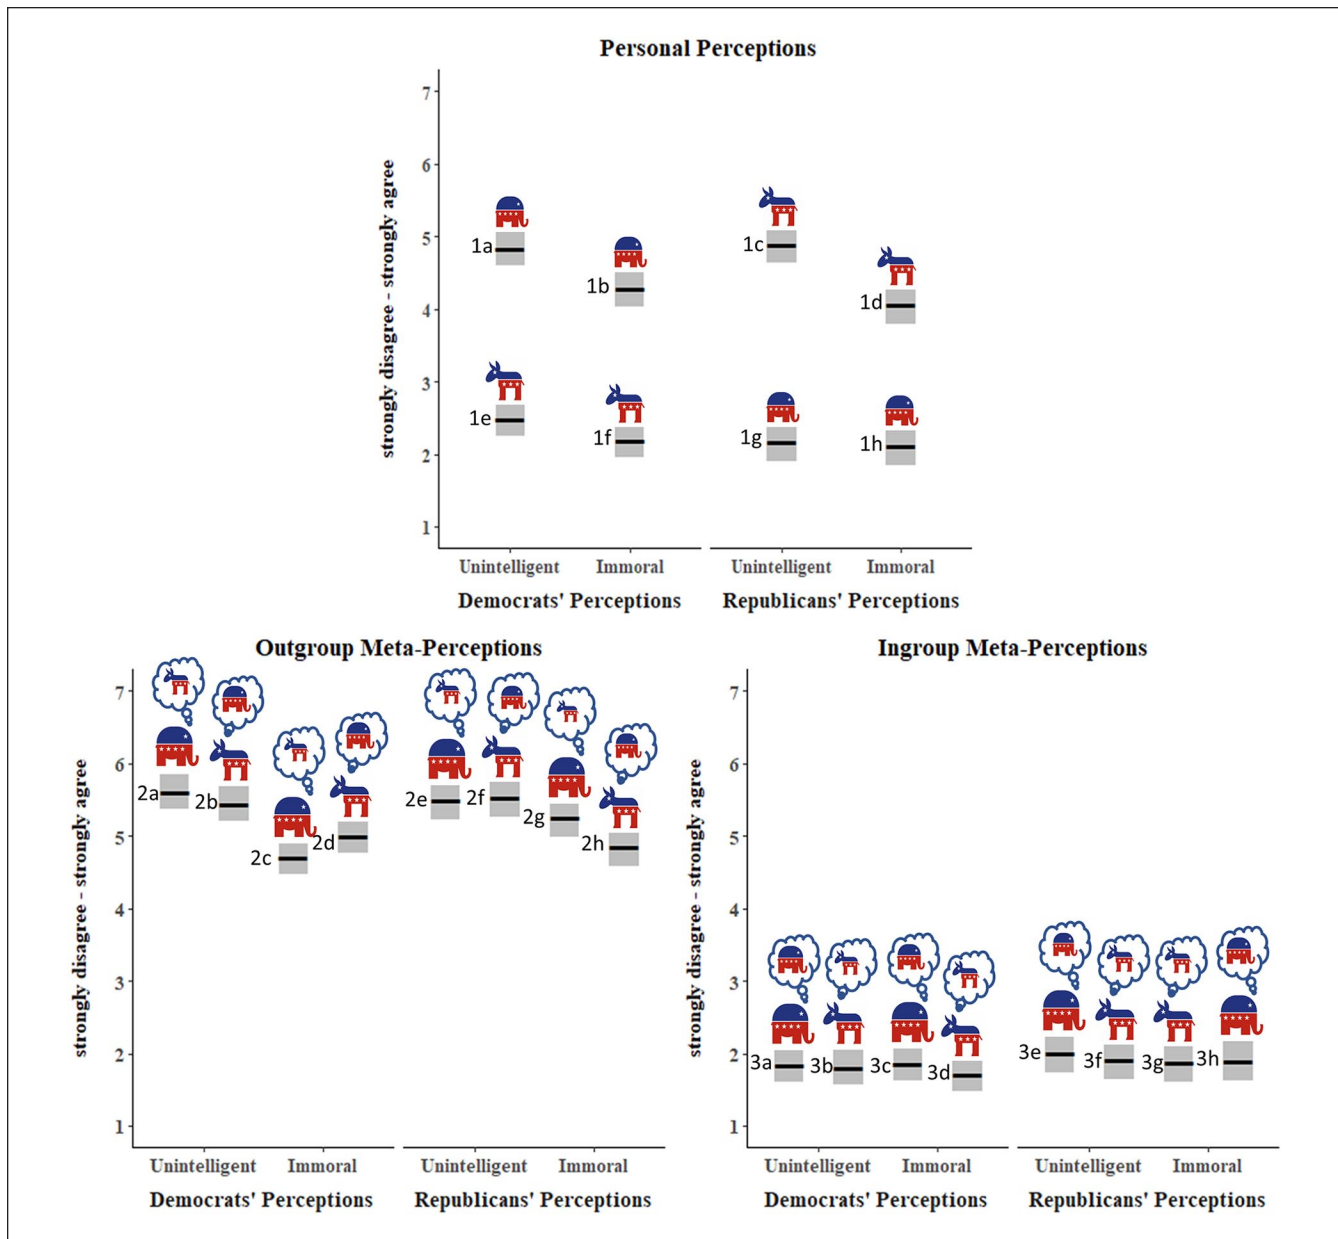 Personal Perceptions
strongly disagree - strongly agree
7
6
5
4
3
2
1
1a
1b
1c
1d
1e
1f
1g
1h
Unintelligent Immoral Unintelligent Immoral
Democrats' Perceptions Republicans' Perceptions
Outgroup Meta-Perceptions
strongly disagree - strongly agree
7
6
5
4
3
2
1
2a
2b
2c
2d
2e
2f
2g
2h
Unintelligent Immoral Unintelligent Immoral
Democrats' Perceptions Republicans' Perceptions
Ingroup Meta-Perceptions
strongly disagree - strongly agree
7
6
5
4
3
2
1
3a
3b
3c
3d
3e
3f
3g
3h
Unintelligent Immoral Unintelligent Immoral
Democrats' Perceptions Republicans' Perceptions